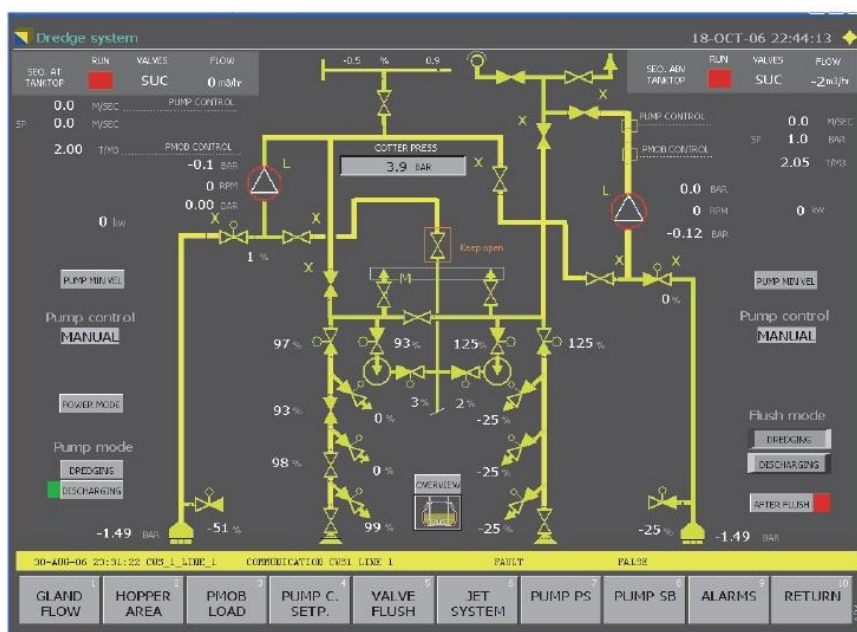 Dredge system
18-OCT-06 22:44:13
RUN VALVES FLOW
SEQ. AT TANKTOP SUC 0 m3/hr
-0.5 % 0.9
RUN VALVES FLOW
SEQ. ABV TANKTOP SUC -2 m3/hr
0.0 M/SEC PUMP CONTROL
SP 0.0 M/SEC
2.00 T/M3 PMOB CONTROL
-0.1 BAR
0 RPM
0.00 BAR
0 kW
L
X
X
1 %
X
COTTER PRESS
3.9 BAR
X
X
X
Keep open
M
PUMP CONTROL
0.0 M/SEC
SP 1.0 BAR
PMOB CONTROL
2.05 T/M3
L
0.0 BAR
0 RPM
0 kW
-0.12 BAR
X
X
0 %
PUMP MIN VEL
PUMP MIN VEL
Pump control
MANUAL
Pump control
MANUAL
97 %
93 %
125 %
125 %
3 %
2 %
93 %
0 %
-25 %
98 %
0 %
-25 %
99 %
-25 %
POWER MODE
Pump mode
DREDGING
DISCHARGING
Flush mode
DREDGING
DISCHARGING
AFTER FLUSH
OVERVIEW
-1.49 BAR
-51 %
-25 %
-1.49 BAR
30-AUG-06 23:31:22 CUS_1_LINE_1 COMMUNICATION CUS1 LINE 1 FAULT FALSE
GLAND FLOW 1
HOPPER AREA 2
PMOB LOAD 3
PUMP C. SETP. 4
VALVE FLUSH 5
JET SYSTEM 6
PUMP PS 7
PUMP SB 8
ALARMS 9
RETURN 10